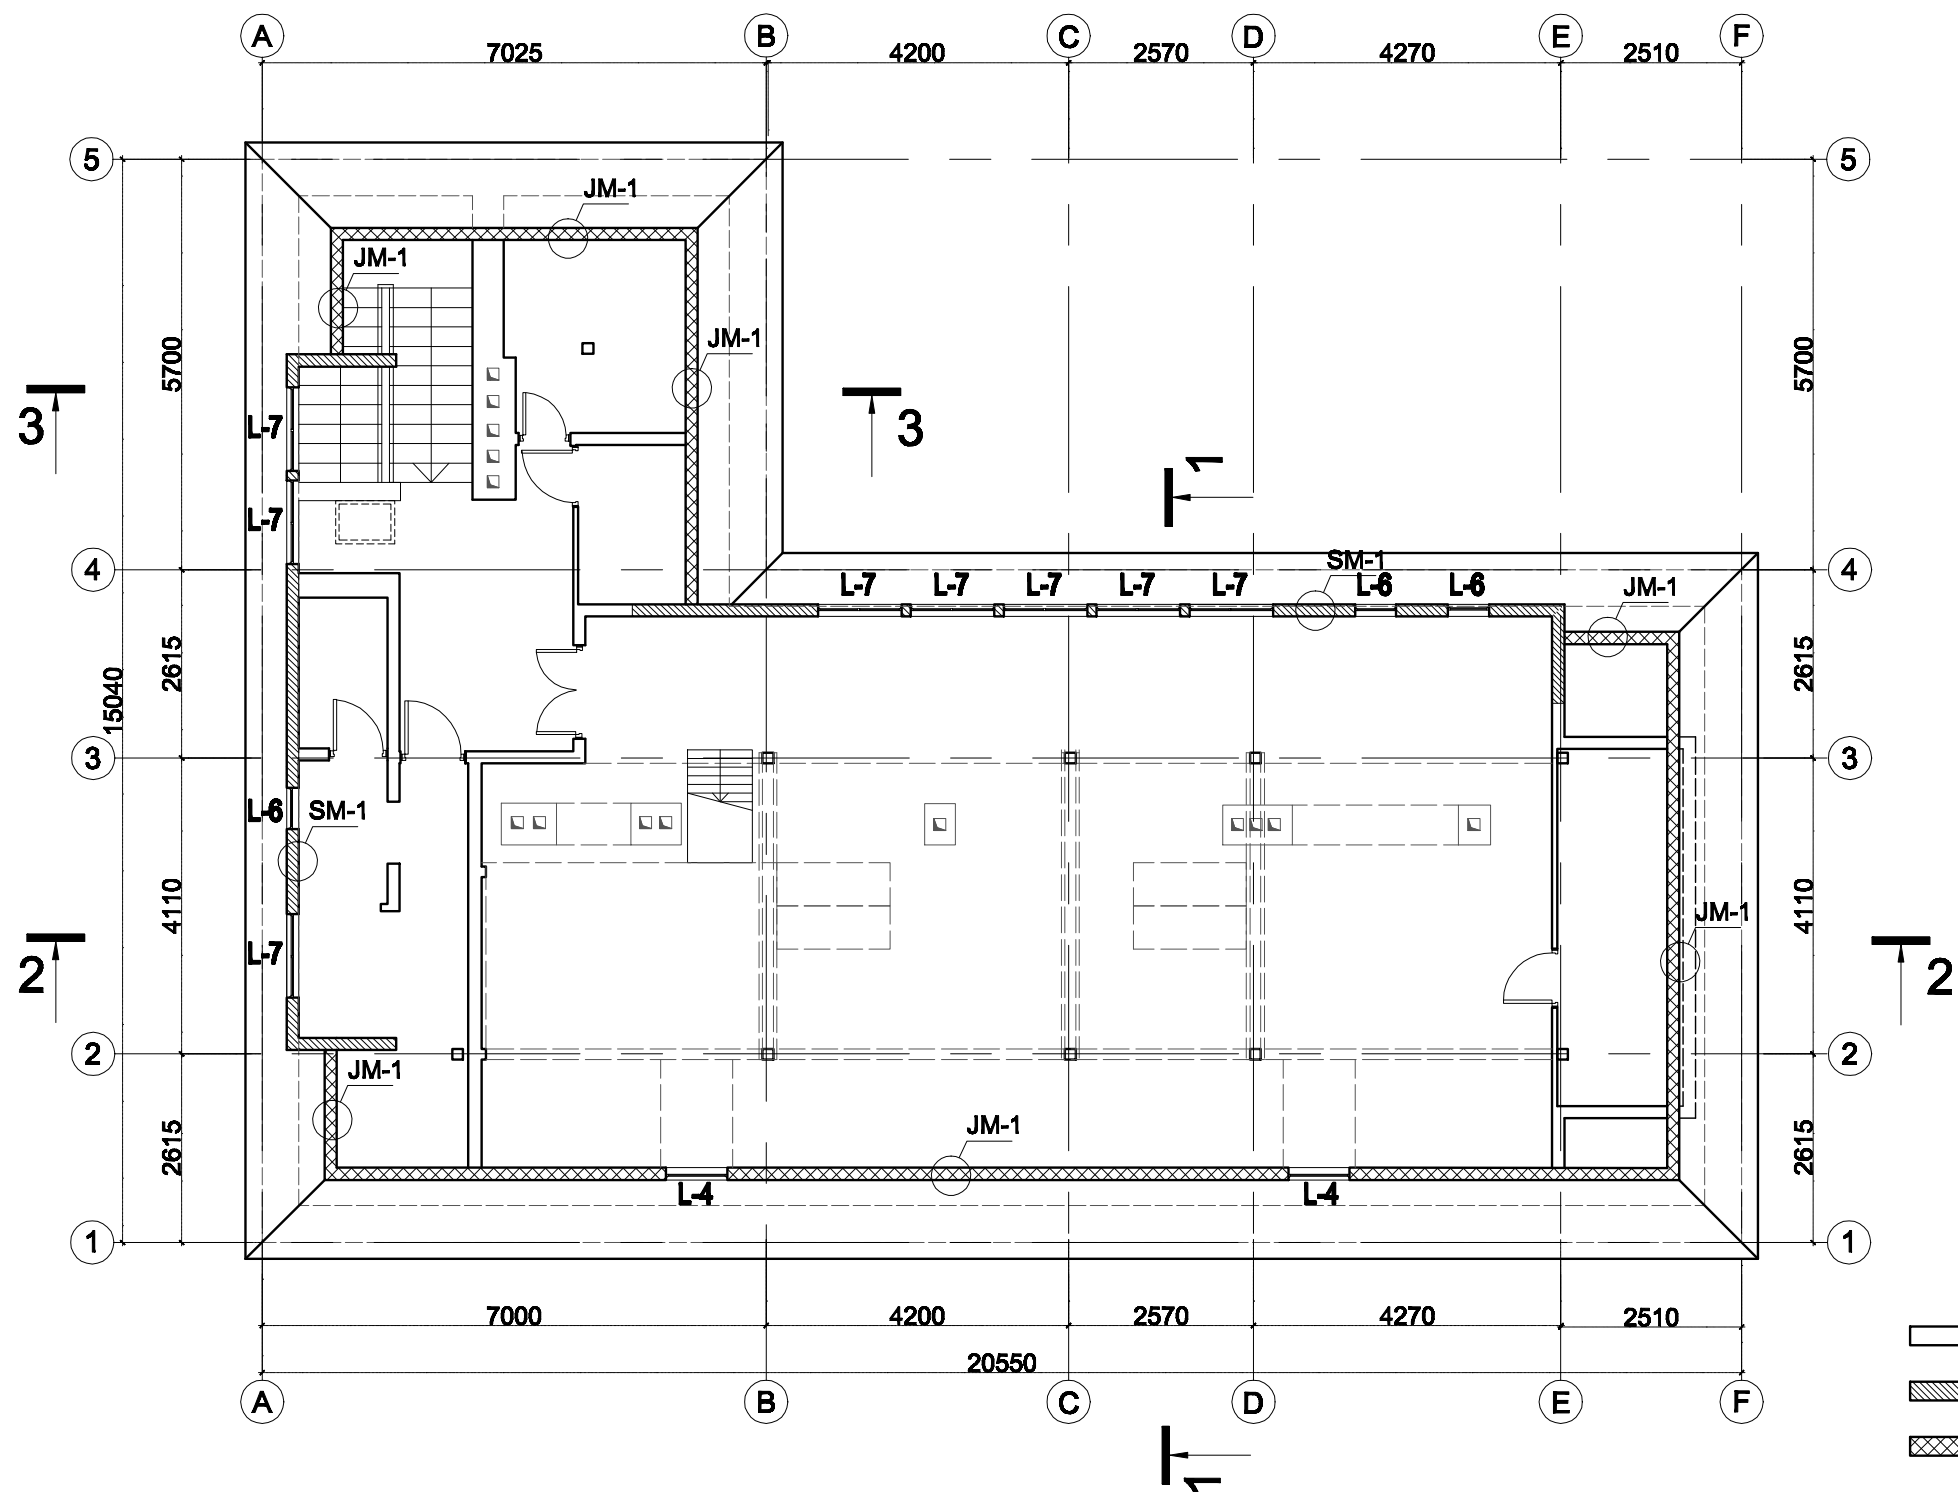 A B C D E F
7025 4200 2570 4270 2510
5 5
JM-1
JM-1
JM-1
5700 5700
3 3
L-7
1
L-7
SM-1
4 4
L-7 L-7 L-7 L-7 L-7 L-6 L-6 JM-1
2615 2615
15040
3 3
L-6 SM-1
4110 4110
JM-1
L-7
2 2
2 2
JM-1
JM-1
2615 2615
L-4 L-4
1 1
7000 4200 2570 4270 2510
20550
A B C D E F
1